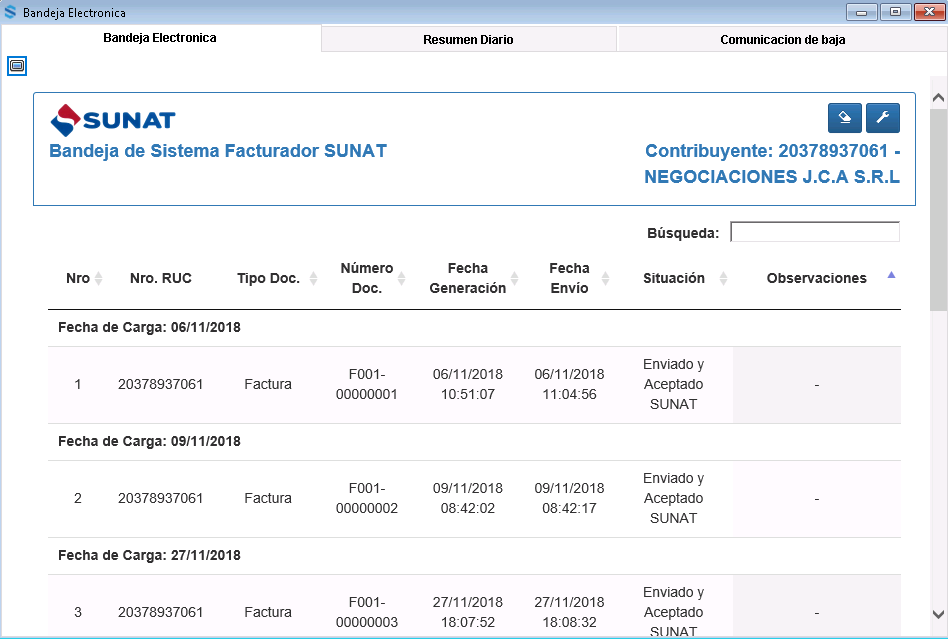 Bandeja Electronica
Bandeja Electronica Resumen Diario Comunicacion de baja
SUNAT
Bandeja de Sistema Facturador SUNAT
Contribuyente: 20378937061 -
NEGOCIACIONES J.C.A S.R.L
Búsqueda:
Nro Nro. RUC Tipo Doc. Número Doc. Fecha Generación Fecha Envío Situación Observaciones
Fecha de Carga: 06/11/2018
1 20378937061 Factura F001-00000001 06/11/2018 10:51:07 06/11/2018 11:04:56 Enviado y Aceptado SUNAT -
Fecha de Carga: 09/11/2018
2 20378937061 Factura F001-00000002 09/11/2018 08:42:02 09/11/2018 08:42:17 Enviado y Aceptado SUNAT -
Fecha de Carga: 27/11/2018
3 20378937061 Factura F001-00000003 27/11/2018 18:07:52 27/11/2018 18:08:32 Enviado y Aceptado SUNAT -